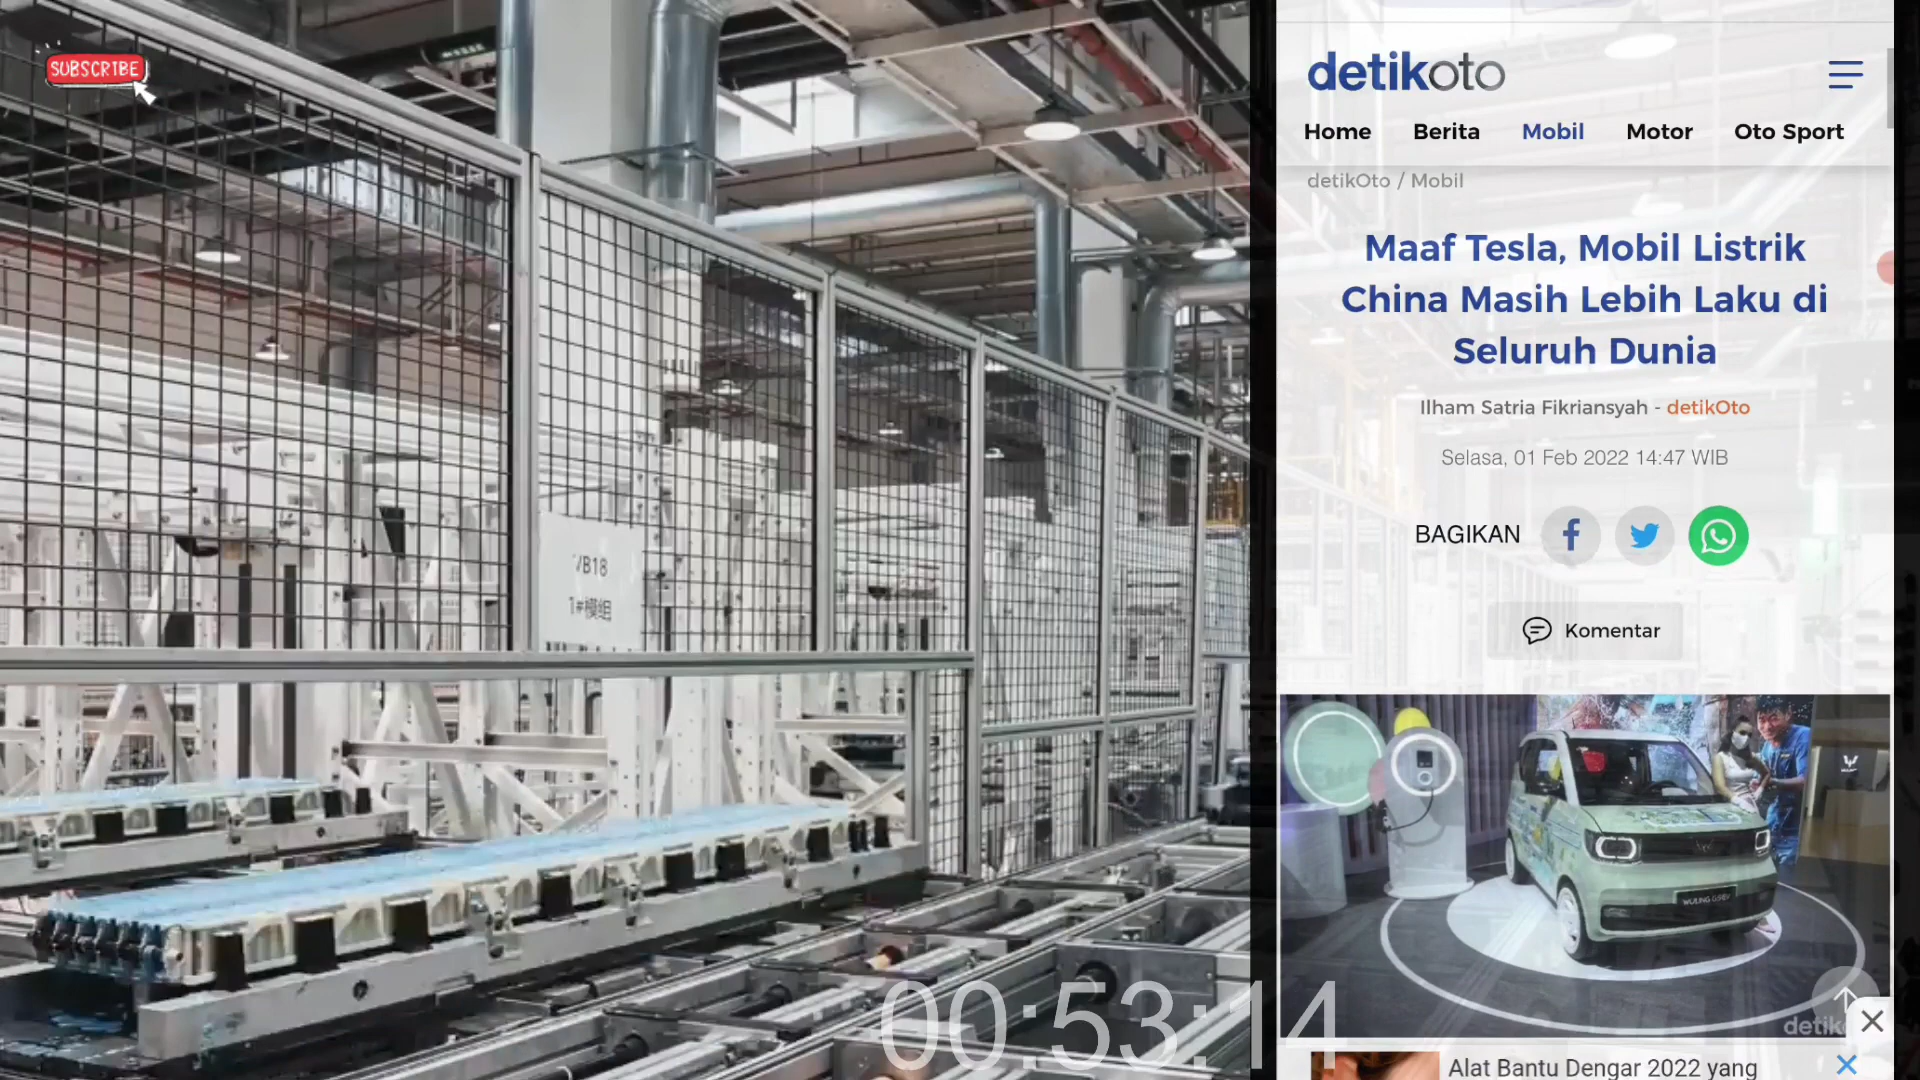 SUBSCRIBE
VB18
1#模组
detikoto
Home Berita Mobil Motor Oto Sport
detikOto / Mobil
Maaf Tesla, Mobil Listrik
China Masih Lebih Laku di
Seluruh Dunia
Ilham Satria Fikriansyah - detikOto
Selasa, 01 Feb 2022 14:47 WIB
BAGIKAN
Komentar
WULING
00:53:14
Alat Bantu Dengar 2022 yang